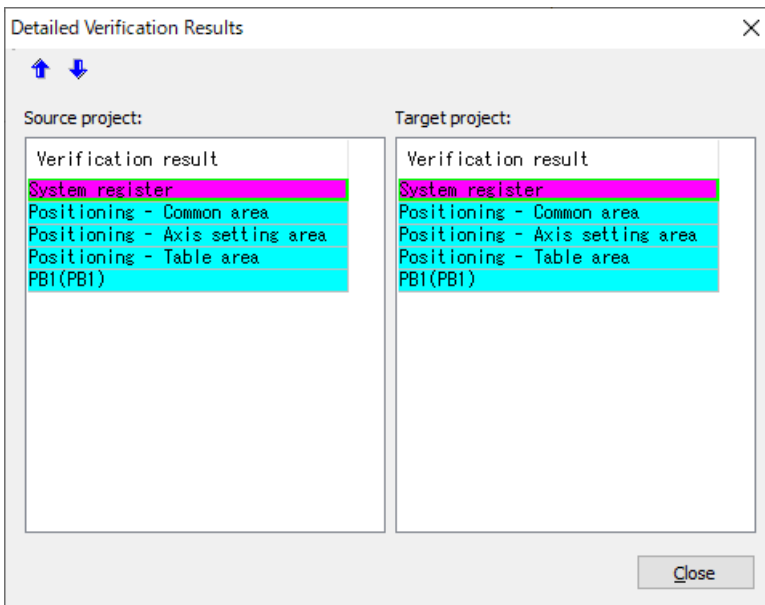 Detailed Verification Results
Source project:
Verification result
System register
Positioning - Common area
Positioning - Axis setting area
Positioning - Table area
PB1(PB1)
Target project:
Verification result
System register
Positioning - Common area
Positioning - Axis setting area
Positioning - Table area
PB1(PB1)
Close